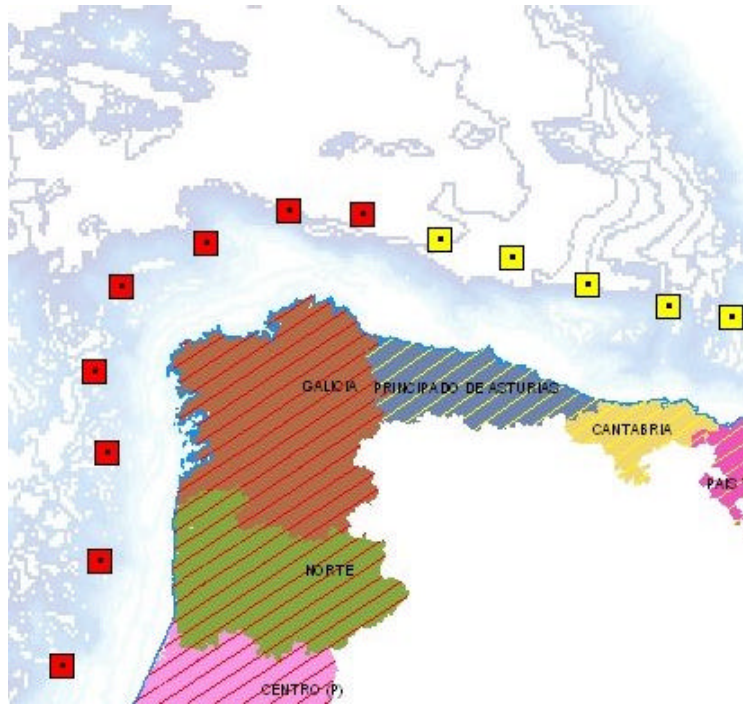 GALICIA
PRINCIPADO DE ASTURIAS
CANTABRIA
PAIS
NORTE
CENTRO (P)